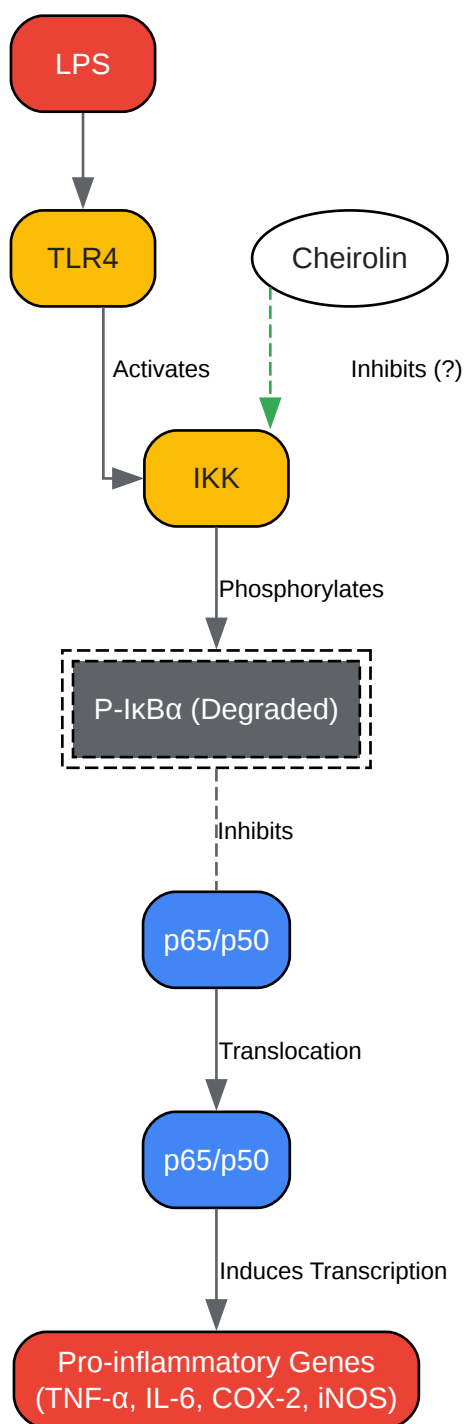 LPS
TLR4
Cheirolin
Activates
Inhibits (?)
IKK
Phosphorylates
P-IκBα (Degraded)
Inhibits
p65/p50
Translocation
p65/p50
Induces Transcription
Pro-inflammatory Genes
(TNF-α, IL-6, COX-2, iNOS)